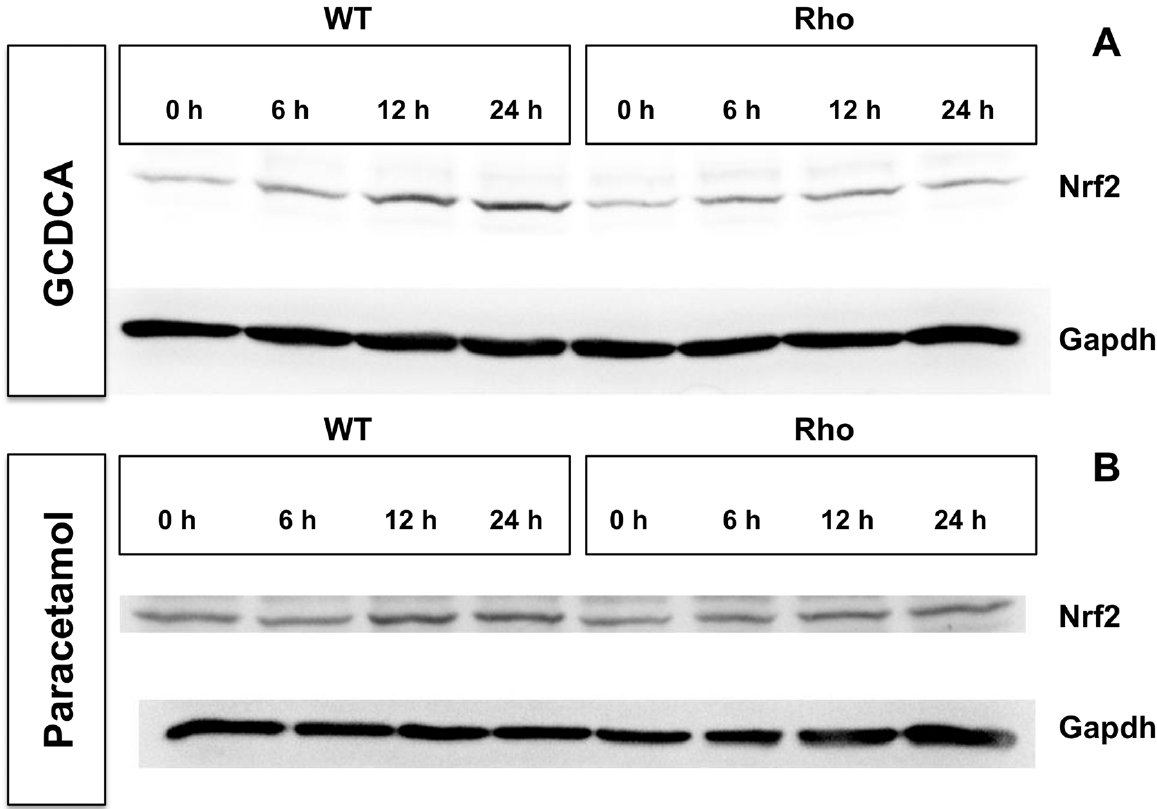 WT Rho
A
0 h 6 h 12 h 24 h 0 h 6 h 12 h 24 h
GCDCA
Nrf2
Gapdh
WT Rho
B
0 h 6 h 12 h 24 h 0 h 6 h 12 h 24 h
Paracetamol
Nrf2
Gapdh